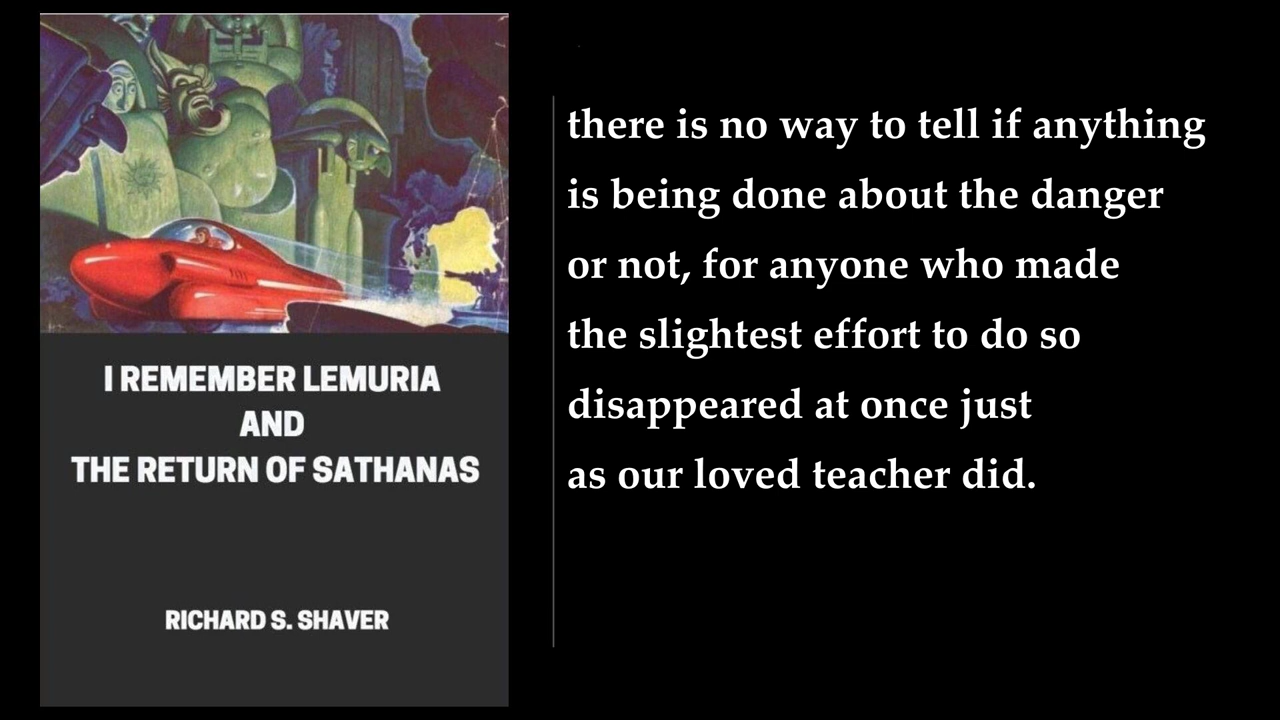 I REMEMBER LEMURIA
AND
THE RETURN OF SATHANAS
RICHARD S. SHAVER
there is no way to tell if anything
is being done about the danger
or not, for anyone who made
the slightest effort to do so
disappeared at once just
as our loved teacher did.